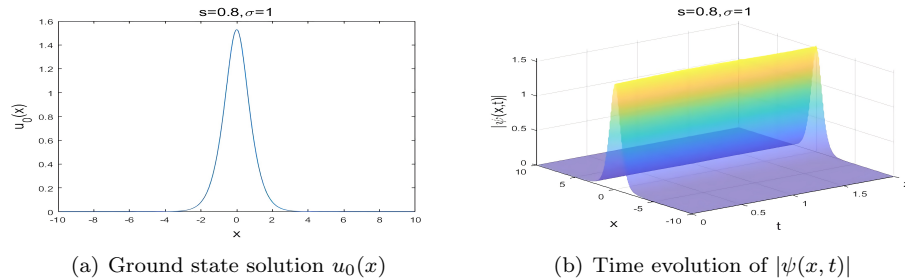 s=0.8,σ=1
1.6
1.4
1.2
1
0.8
0.6
0.4
0.2
0
u₀(x)
-10 -8 -6 -4 -2 0 2 4 6 8 10
x
(a) Ground state solution u₀(x)
s=0.8,σ=1
1.5
1
0.5
0
|ψ(x,t)|
10 5 0 -5 -10
x
0 0.5 1 1.5 2
t
(b) Time evolution of |ψ(x, t)|